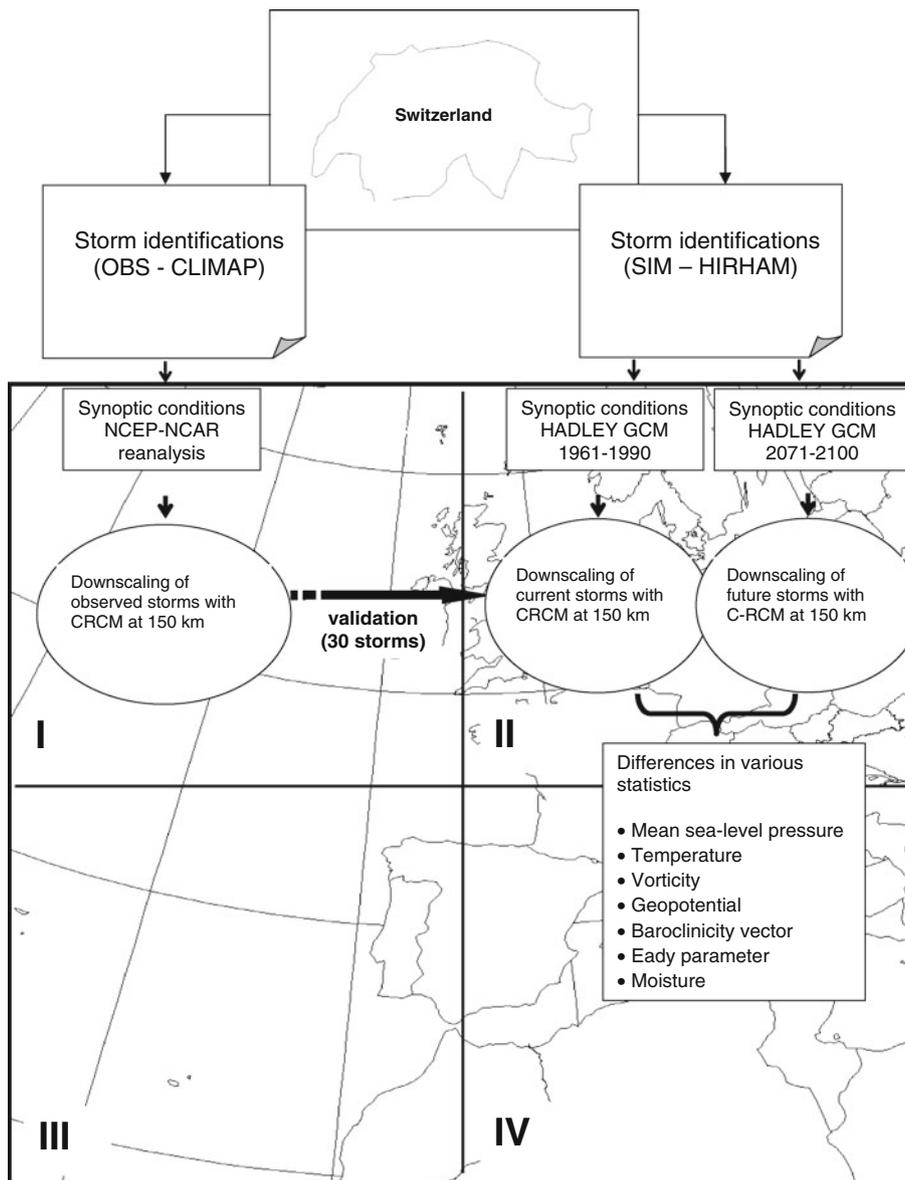 Switzerland
Storm identifications
(OBS - CLIMAP)
Storm identifications
(SIM – HIRHAM)
Synoptic conditions
NCEP-NCAR
reanalysis
Synoptic conditions
HADLEY GCM
1961-1990
Synoptic conditions
HADLEY GCM
2071-2100
Downscaling of
observed storms with
CRCM at 150 km
validation
(30 storms)
Downscaling of
current storms with
CRCM at 150 km
Downscaling of
future storms with
C-RCM at 150 km
I
II
Differences in various
statistics
• Mean sea-level pressure
• Temperature
• Vorticity
• Geopotential
• Baroclinicity vector
• Eady parameter
• Moisture
III
IV